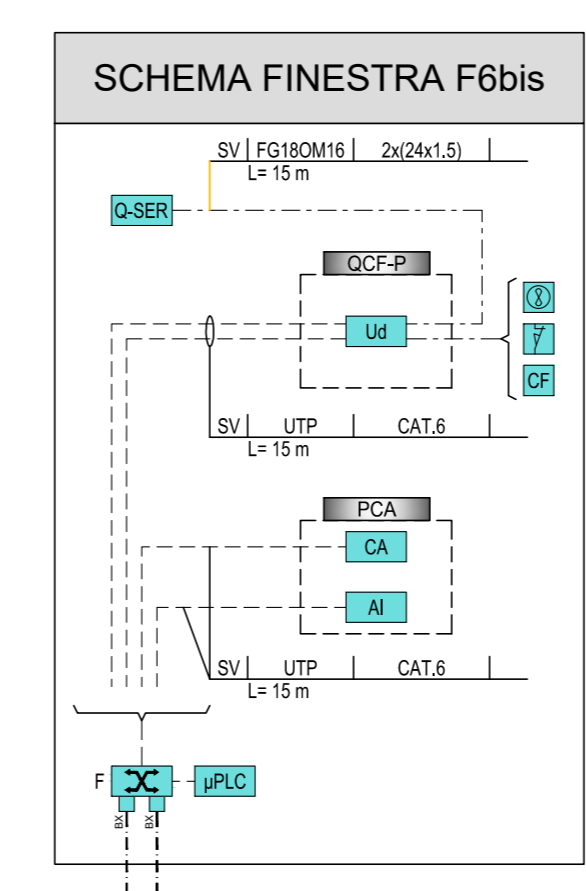 SCHEMA FINESTRA F6bis
SV FG18OM16 2x(24x1.5)
L= 15 m
Q-SER
QCF-P
Ud
CF
SV UTP CAT.6
L= 15 m
PCA
CA
AI
SV UTP CAT.6
L= 15 m
F µPLC
BX BX